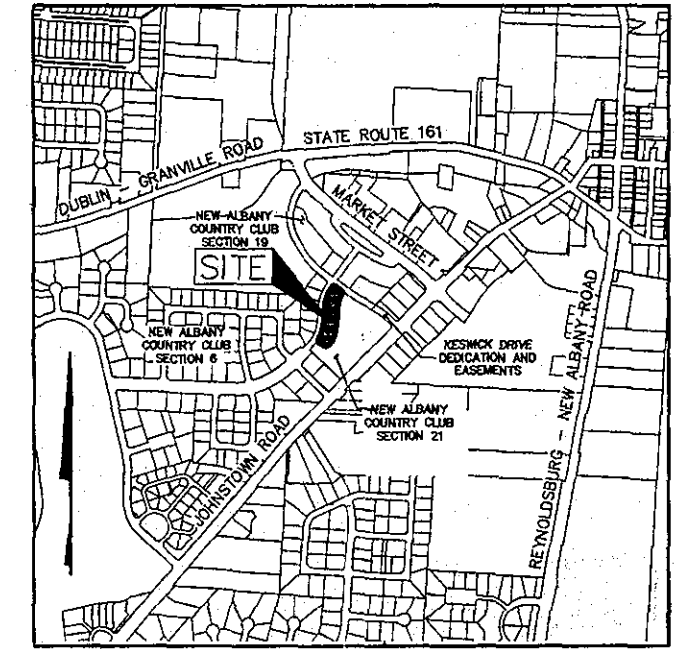 STATE ROUTE 161
DUBLIN - GRANVILLE ROAD
MARKET STREET
NEW ALBANY
COUNTRY CLUB
SECTION 19
SITE
NEW ALBANY
COUNTRY CLUB
SECTION 6
KESWICK DRIVE
DEDICATION AND
EASEMENTS
NEW ALBANY
COUNTRY CLUB
SECTION 21
JOHNSTOWN ROAD
REYNOLDSBURG - NEW ALBANY ROAD